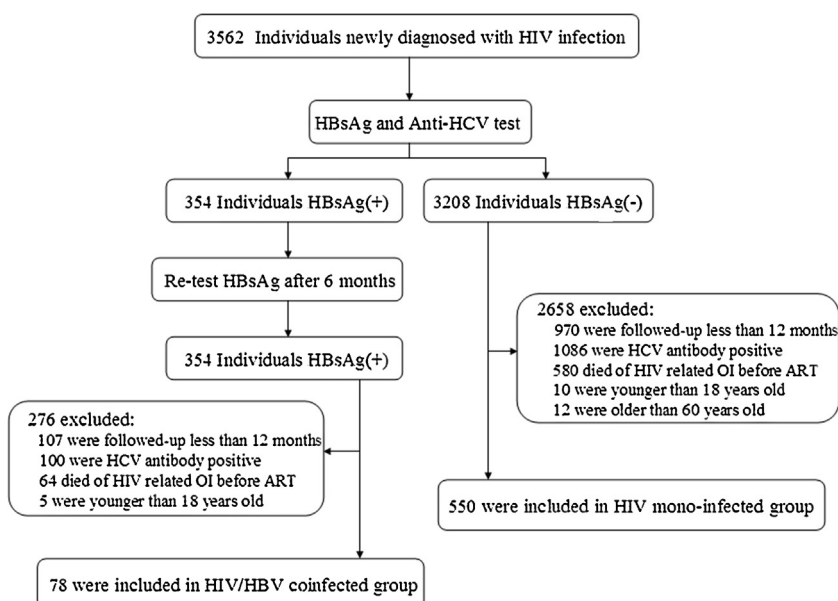 3562 Individuals newly diagnosed with HIV infection
HBsAg and Anti-HCV test
354 Individuals HBsAg(+)
3208 Individuals HBsAg(-)
Re-test HBsAg after 6 months
354 Individuals HBsAg(+)
2658 excluded:
970 were followed-up less than 12 months
1086 were HCV antibody positive
580 died of HIV related OI before ART
10 were younger than 18 years old
12 were older than 60 years old
276 excluded:
107 were followed-up less than 12 months
100 were HCV antibody positive
64 died of HIV related OI before ART
5 were younger than 18 years old
550 were included in HIV mono-infected group
78 were included in HIV/HBV coinfected group